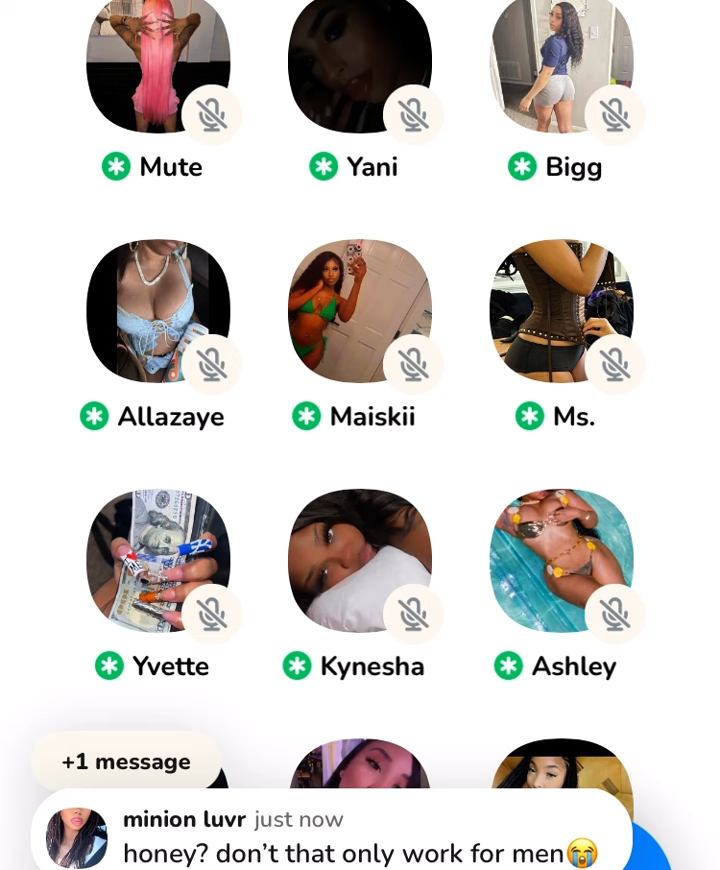 Mute
Yani
Bigg
Allazaye
Maiskii
Ms.
Yvette
Kynesha
Ashley
+1 message
minion luvr just now
honey? don’t that only work for men😭